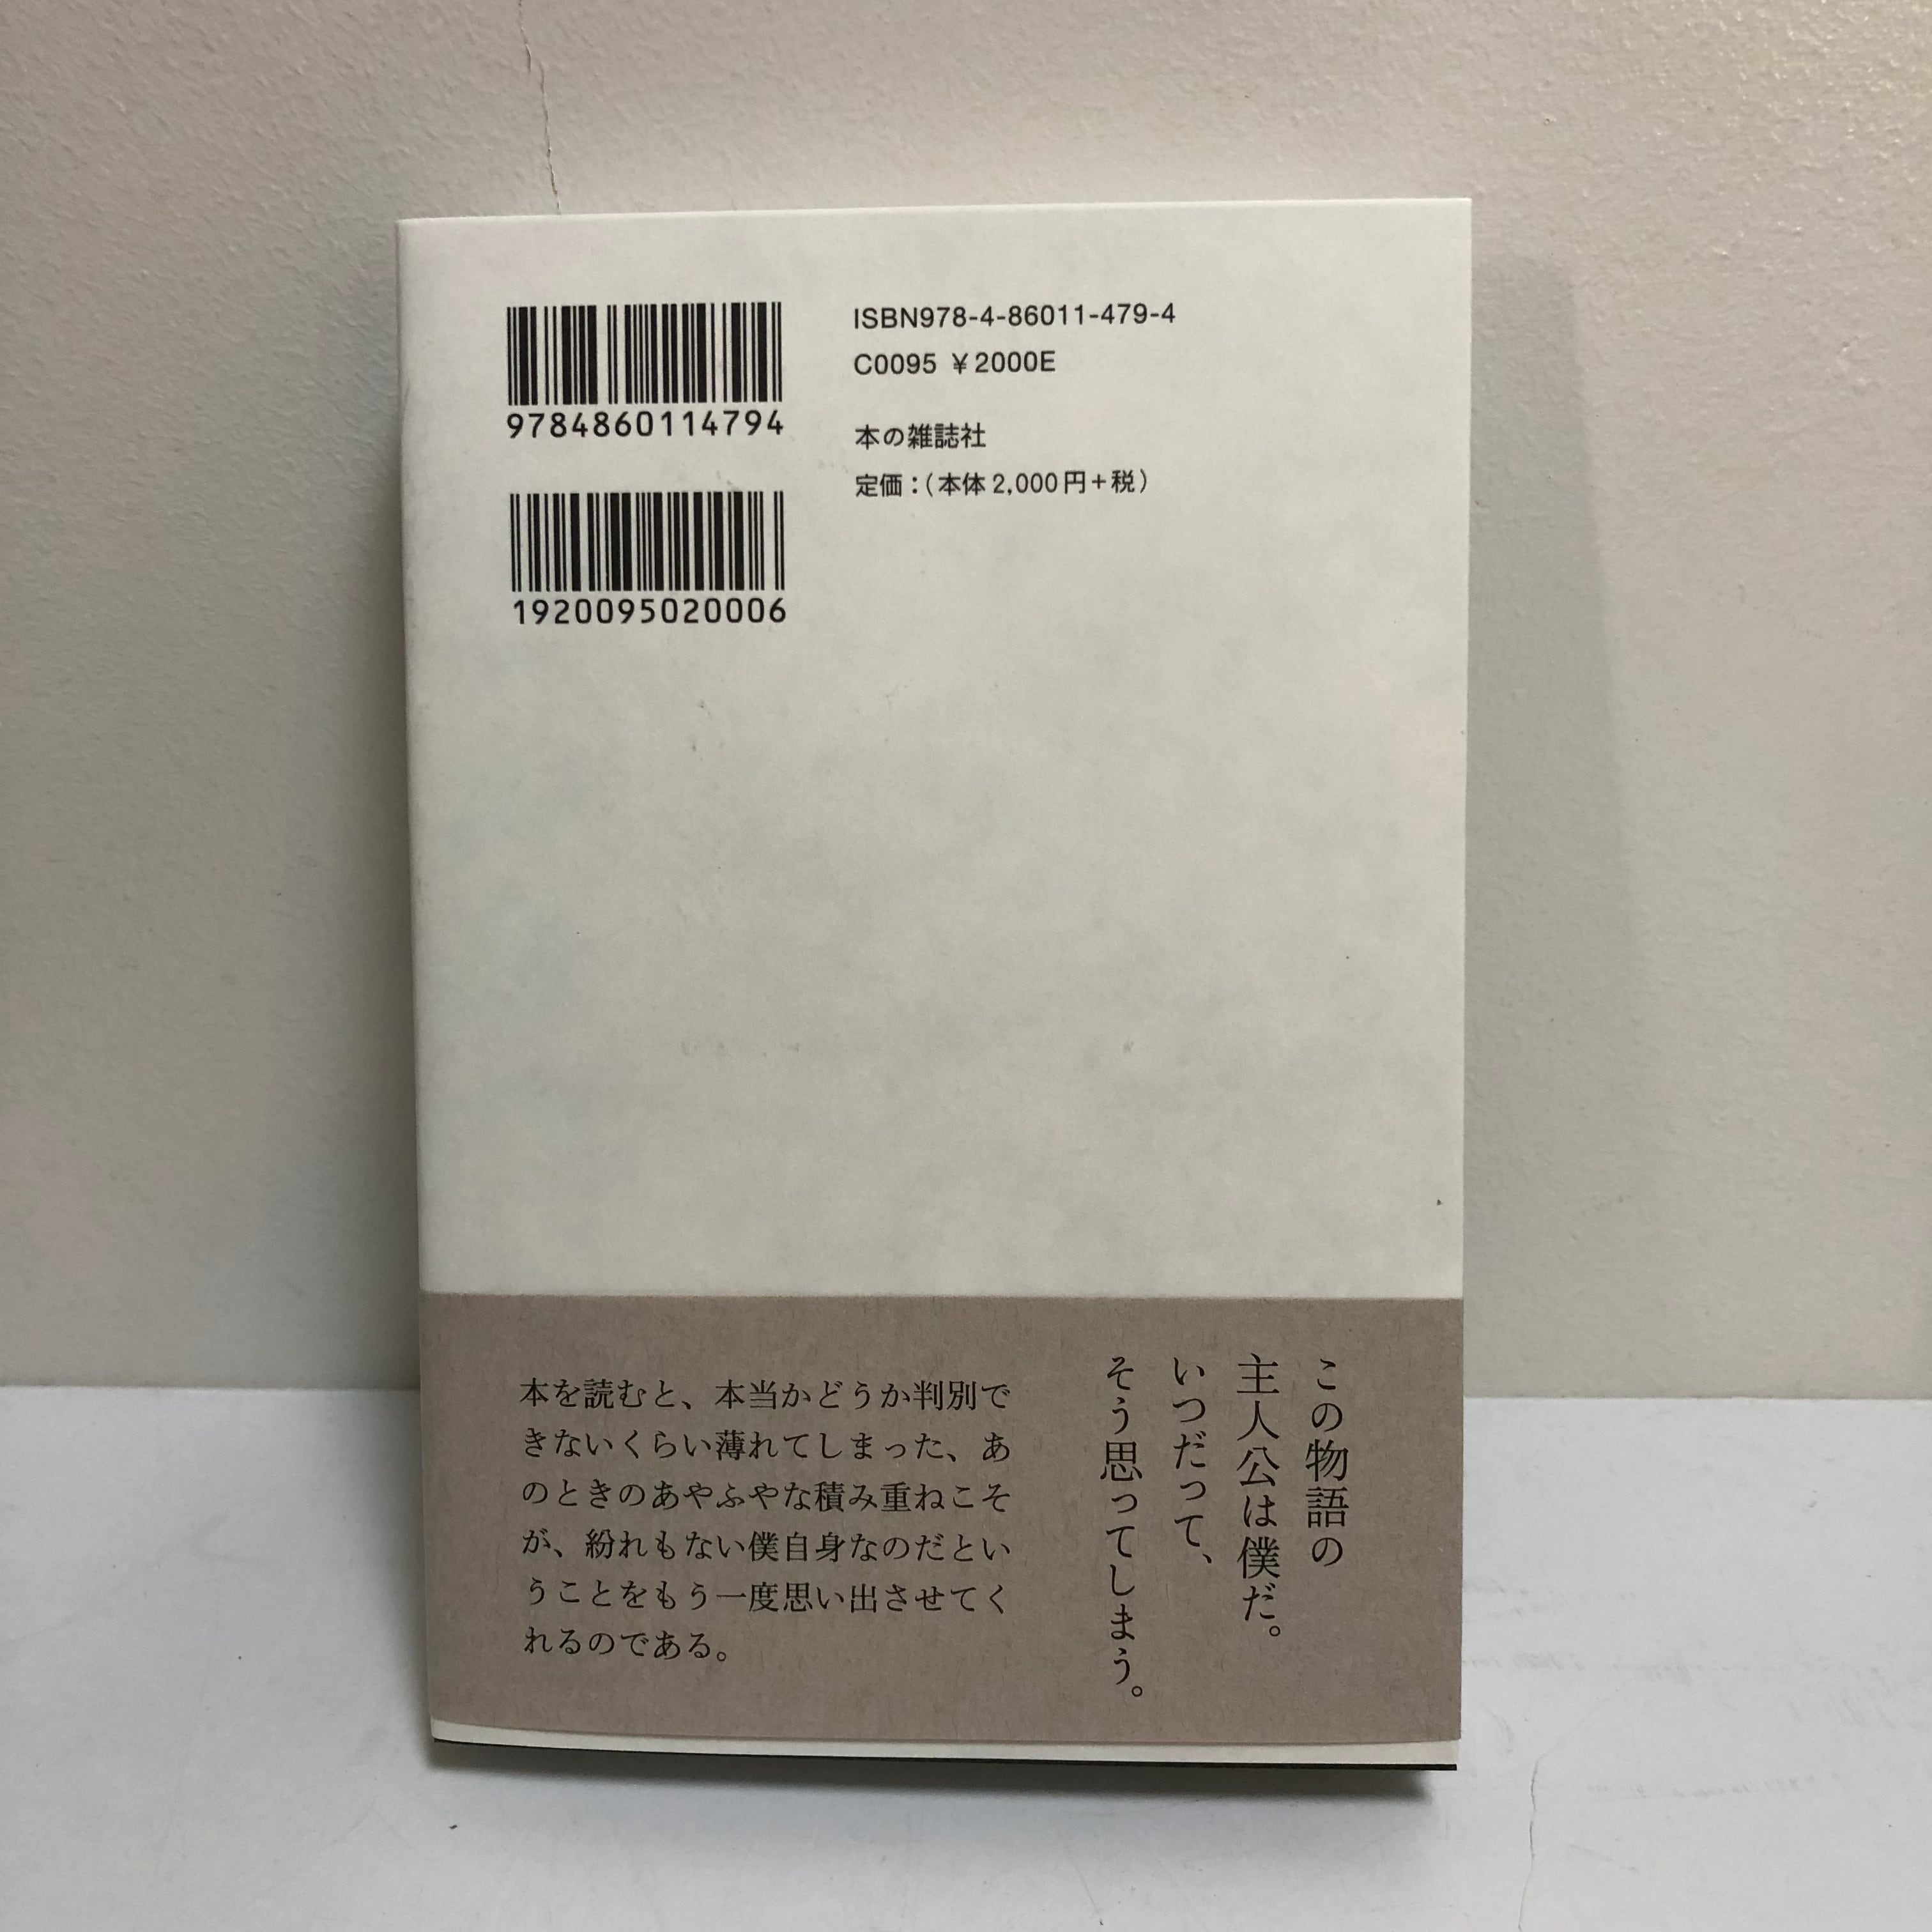 9784860114794
1920095020006
ISBN978-4-86011-479-4
C0095 ¥2000E
本の雑誌社
定価:(本体2,000円+税)
この物語の
主人公は僕だ。
いつだって、
そう思ってしまう。
本を読むと、本当かどうか判別で
きないくらい薄れてしまった、あ
のときのあやふやな積み重ねこそ
が、紛れもない僕自身なのだとい
うことをもう一度思い出させてく
れるのである。